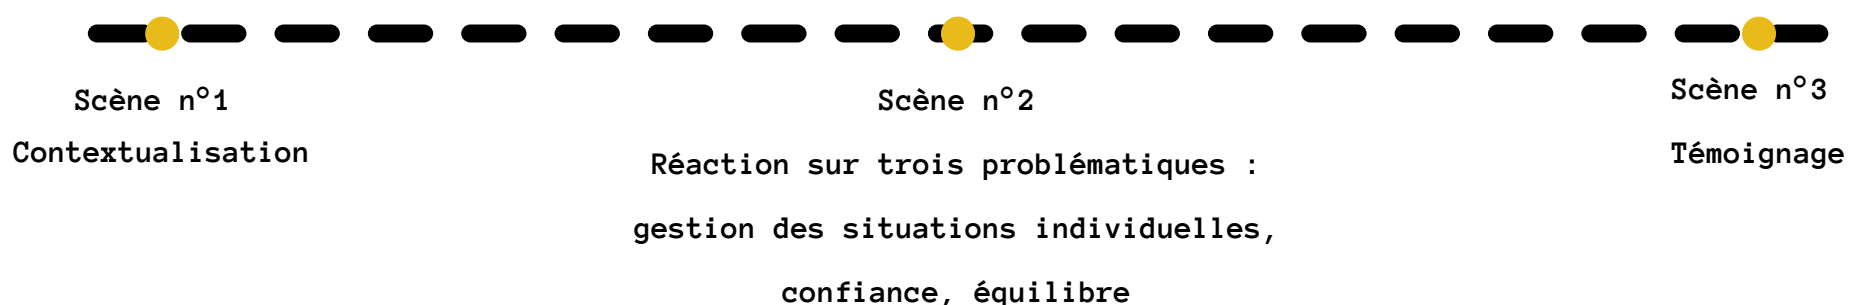 Scène n°1
Contextualisation
Scène n°2
Réaction sur trois problématiques :
gestion des situations individuelles,
confiance, équilibre
Scène n°3
Témoignage